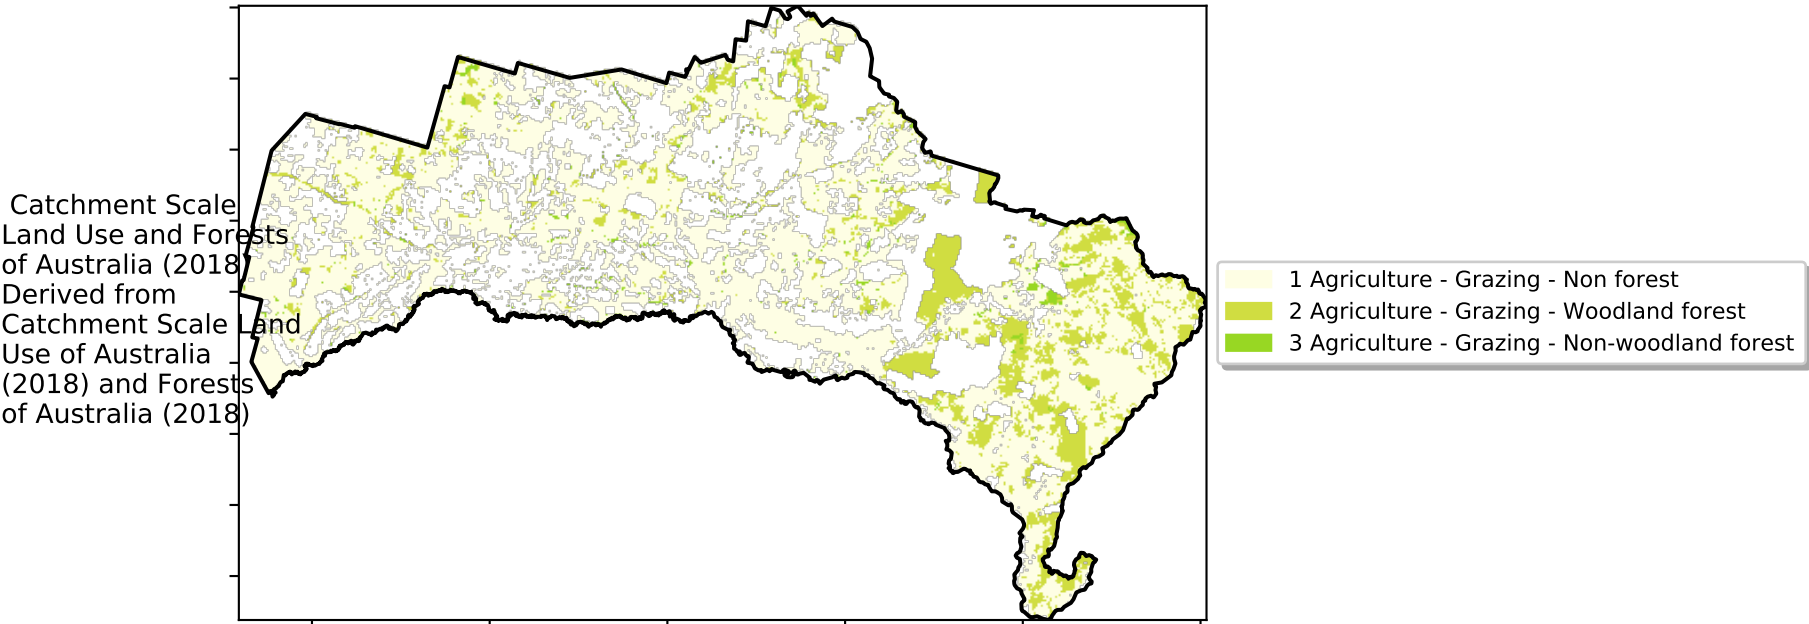 Catchment Scale
Land Use and Forests
of Australia (2018)
Derived from
Catchment Scale Land
Use of Australia
(2018) and Forests
of Australia (2018)
1 Agriculture - Grazing - Non forest
2 Agriculture - Grazing - Woodland forest
3 Agriculture - Grazing - Non-woodland forest